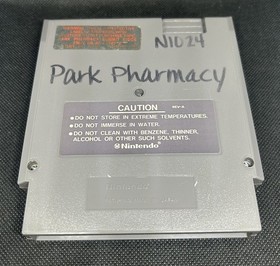 N1024
Park Pharmacy
CAUTION
REV-A
•DO NOT STORE IN EXTREME TEMPERATURES.
•DO NOT IMMERSE IN WATER.
•DO NOT CLEAN WITH BENZENE, THINNER,
ALCOHOL OR OTHER SUCH SOLVENTS.
®Nintendo